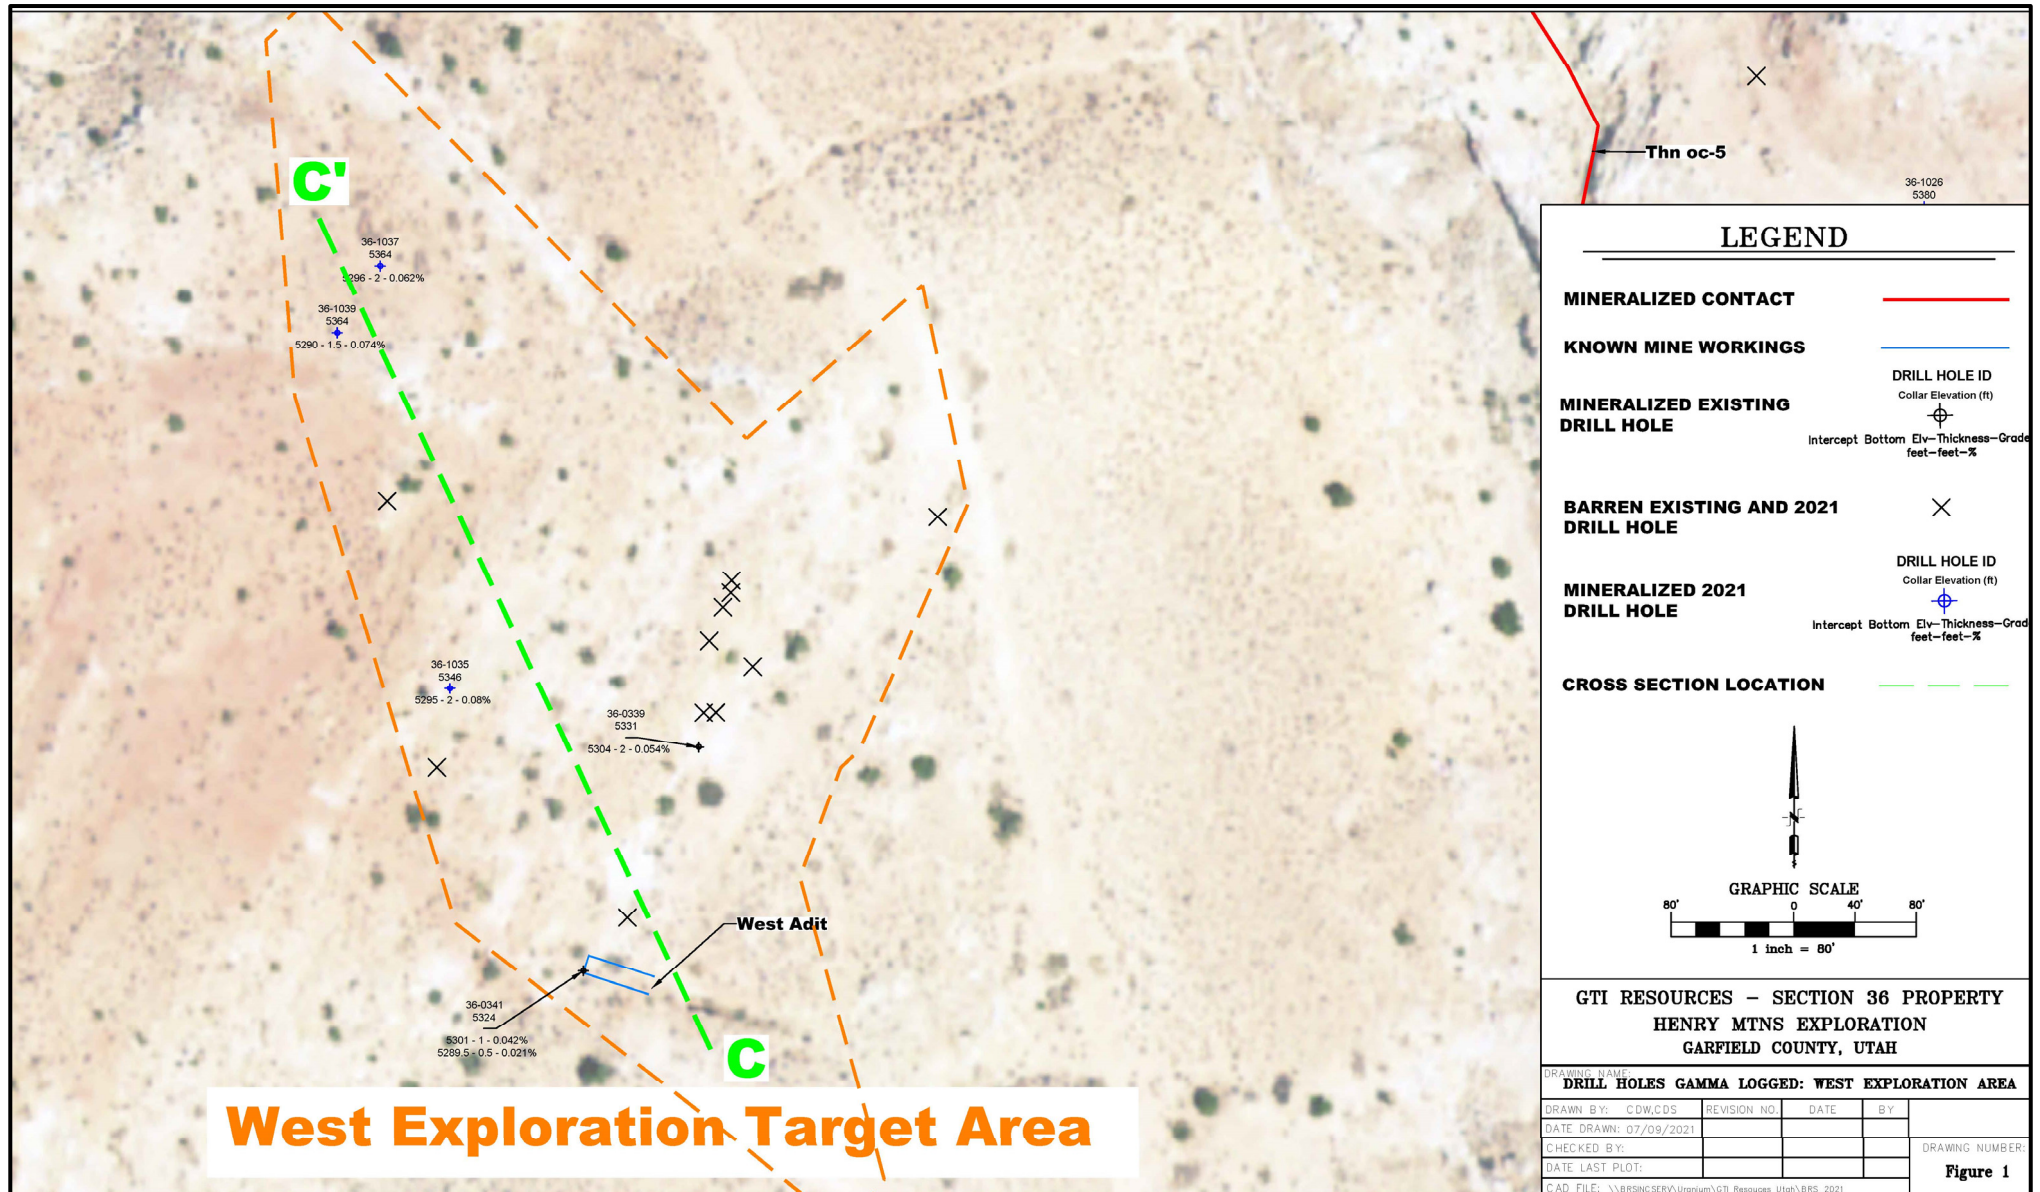 C'
36-1037
5364
5296 - 2 - 0.062%
36-1039
5364
5290 - 1.5 - 0.074%
36-1035
5346
5295 - 2 - 0.08%
36-0339
5331
5304 - 2 - 0.054%
West Adit
36-0341
5324
5301 - 1 - 0.042%
5289.5 - 0.5 - 0.021%
C
West Exploration Target Area
Thn oc-5
36-1026
5380
LEGEND
MINERALIZED CONTACT
KNOWN MINE WORKINGS
MINERALIZED EXISTING
DRILL HOLE
DRILL HOLE ID
Collar Elevation (ft)
Intercept Bottom Elv-Thickness-Grade
feet-feet-%
BARREN EXISTING AND 2021
DRILL HOLE
MINERALIZED 2021
DRILL HOLE
DRILL HOLE ID
Collar Elevation (ft)
Intercept Bottom Elv-Thickness-Grad
feet-feet-%
CROSS SECTION LOCATION
N
S
GRAPHIC SCALE
80' 0 40' 80'
1 inch = 80'
GTI RESOURCES - SECTION 36 PROPERTY
HENRY MTNS EXPLORATION
GARFIELD COUNTY, UTAH
DRAWING NAME:
DRILL HOLES GAMMA LOGGED: WEST EXPLORATION AREA
DRAWN BY: CDW,CDS REVISION NO. DATE BY
DATE DRAWN: 07/09/2021
CHECKED BY:
DATE LAST PLOT:
DRAWING NUMBER:
Figure 1
CAD FILE: \\BRSINCSERV\Uranium\GTI Resouces Utah\BRS 2021